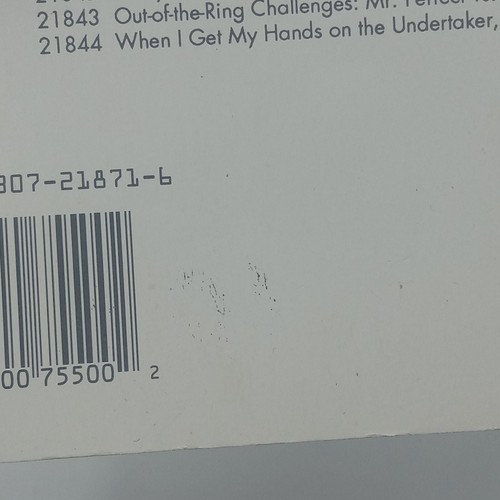 21843 Out-of-the-Ring Challenges: Mr.
21844 When I Get My Hands on the Undertaker,
307-21871-6
00 75500 2